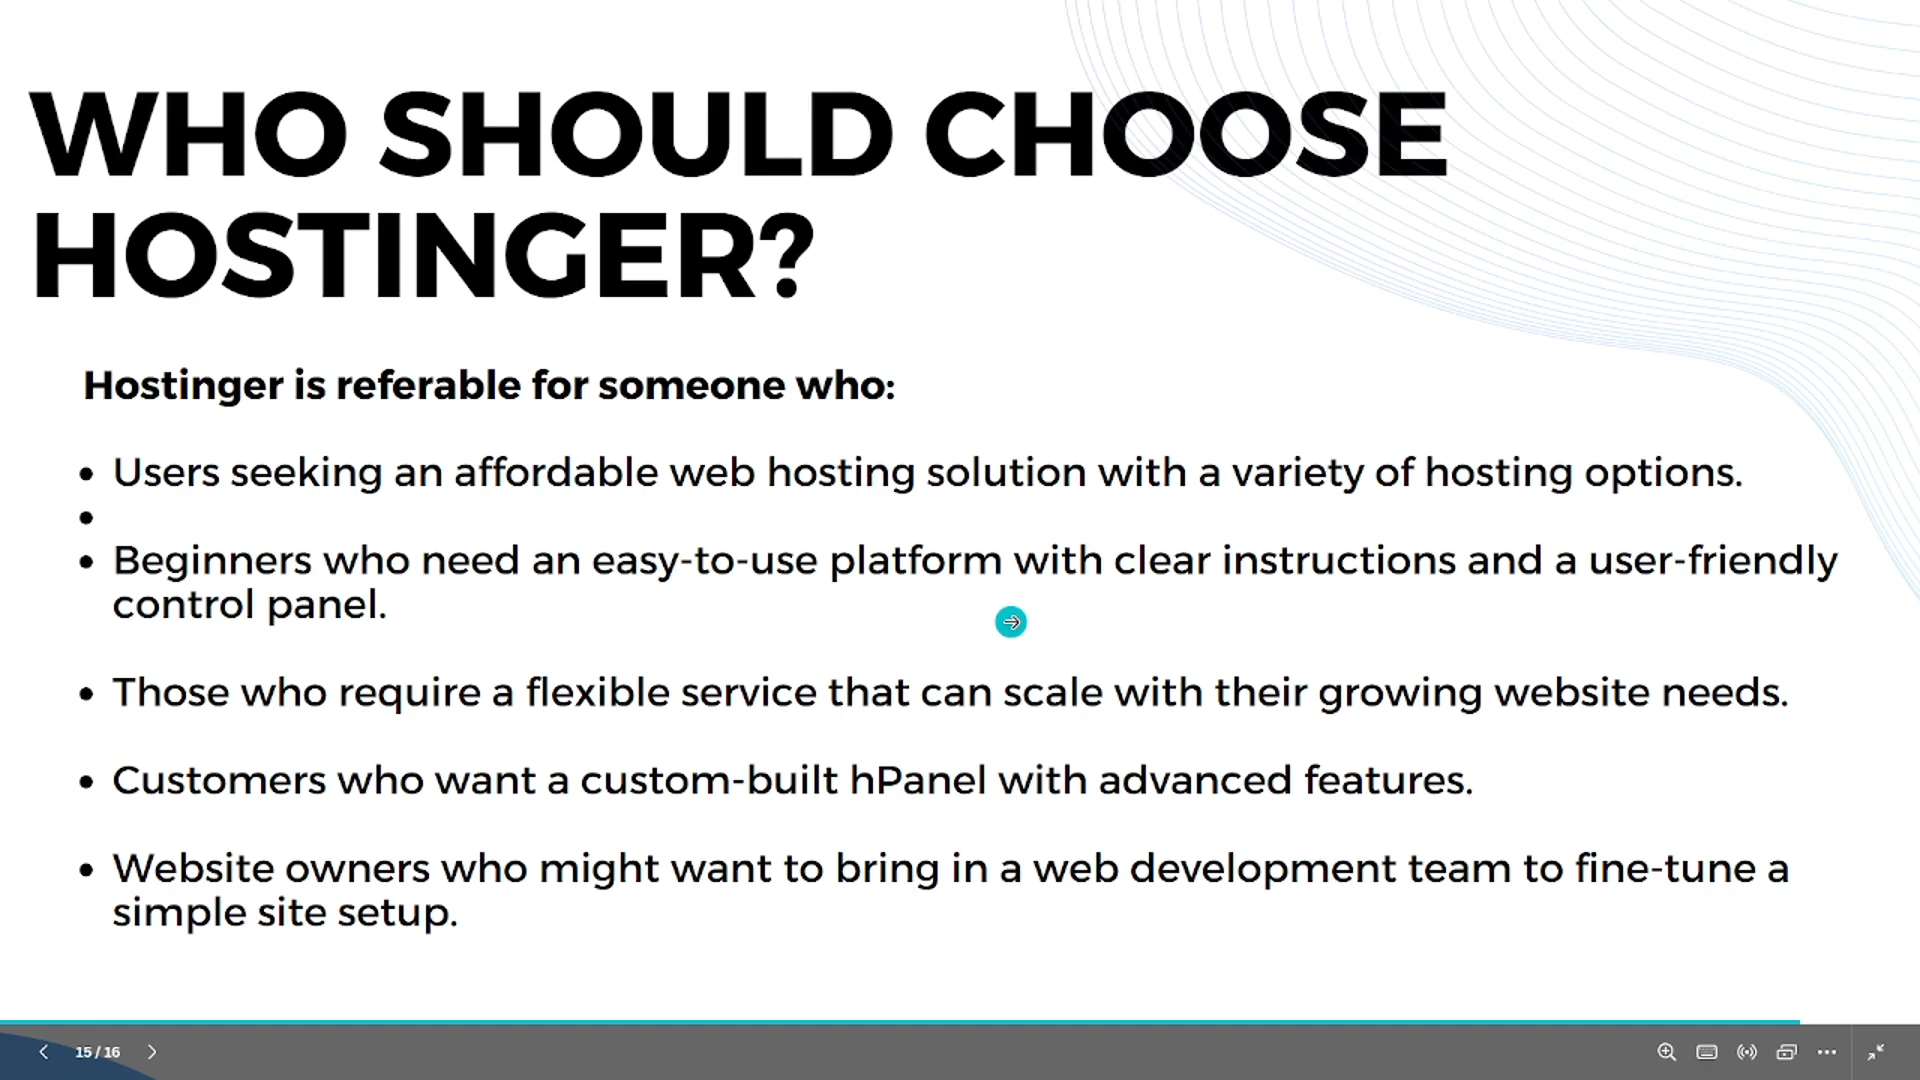 WHO SHOULD CHOOSE
HOSTINGER?
Hostinger is referable for someone who:
• Users seeking an affordable web hosting solution with a variety of hosting options.
•
• Beginners who need an easy-to-use platform with clear instructions and a user-friendly
control panel.
• Those who require a flexible service that can scale with their growing website needs.
• Customers who want a custom-built hPanel with advanced features.
• Website owners who might want to bring in a web development team to fine-tune a
simple site setup.
15 / 16